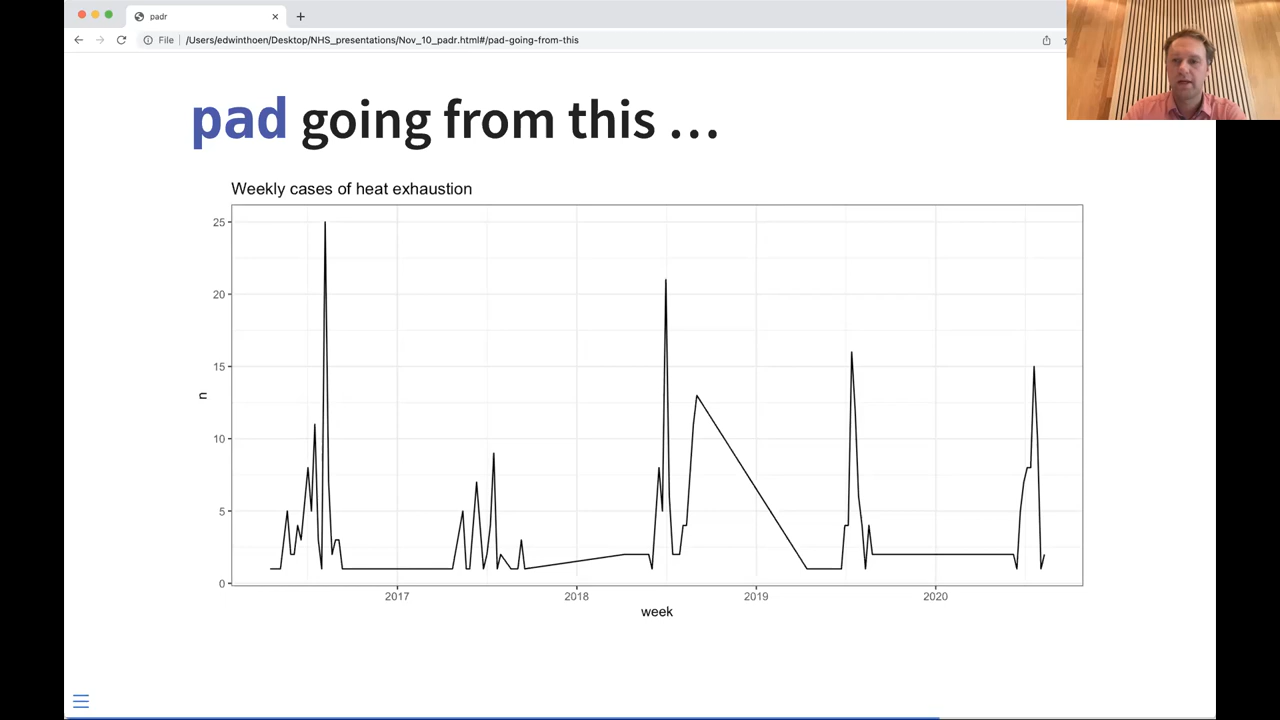 padr
File
/Users/edwinthoen/Desktop/NHS_presentations/Nov_10_padr.html#/pad-going-from-this
pad going from this ...
Weekly cases of heat exhaustion
25
20
15
10
5
0
n
2017
2018
2019
2020
week